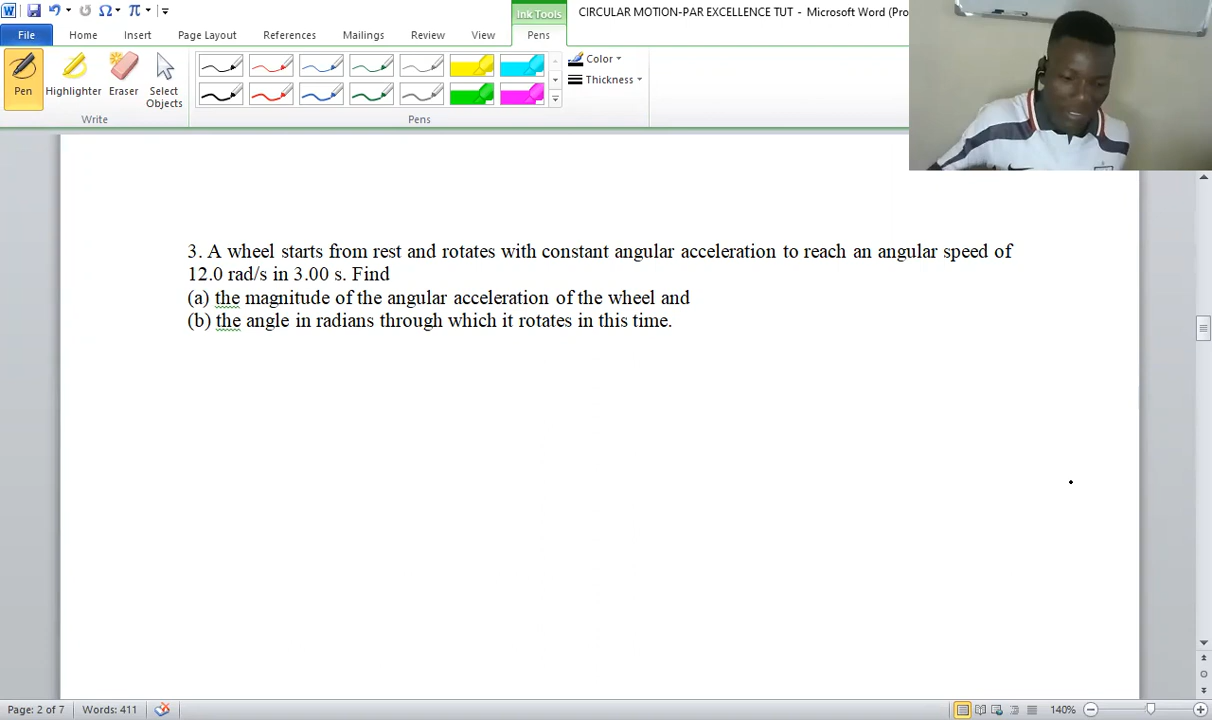 Ink Tools
CIRCULAR MOTION-PAR EXCELLENCE TUT - Microsoft Word (Pro
File Home Insert Page Layout References Mailings Review View Pens
Pen Highlighter Eraser Select Objects
Color
Thickness
Write Pens
3. A wheel starts from rest and rotates with constant angular acceleration to reach an angular speed of
12.0 rad/s in 3.00 s. Find
(a) the magnitude of the angular acceleration of the wheel and
(b) the angle in radians through which it rotates in this time.
Page: 2 of 7 Words: 411 140%